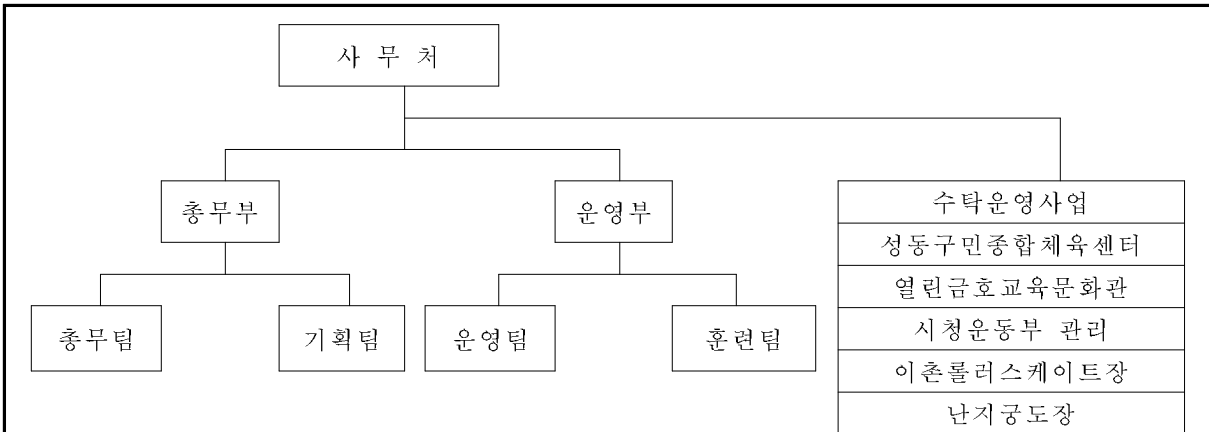 사 무 처
총무부
운영부
총무팀
기획팀
운영팀
훈련팀
수탁운영사업
성동구민종합체육센터
열린금호교육문화관
시청운동부 관리
이촌롤러스케이트장
난지궁도장